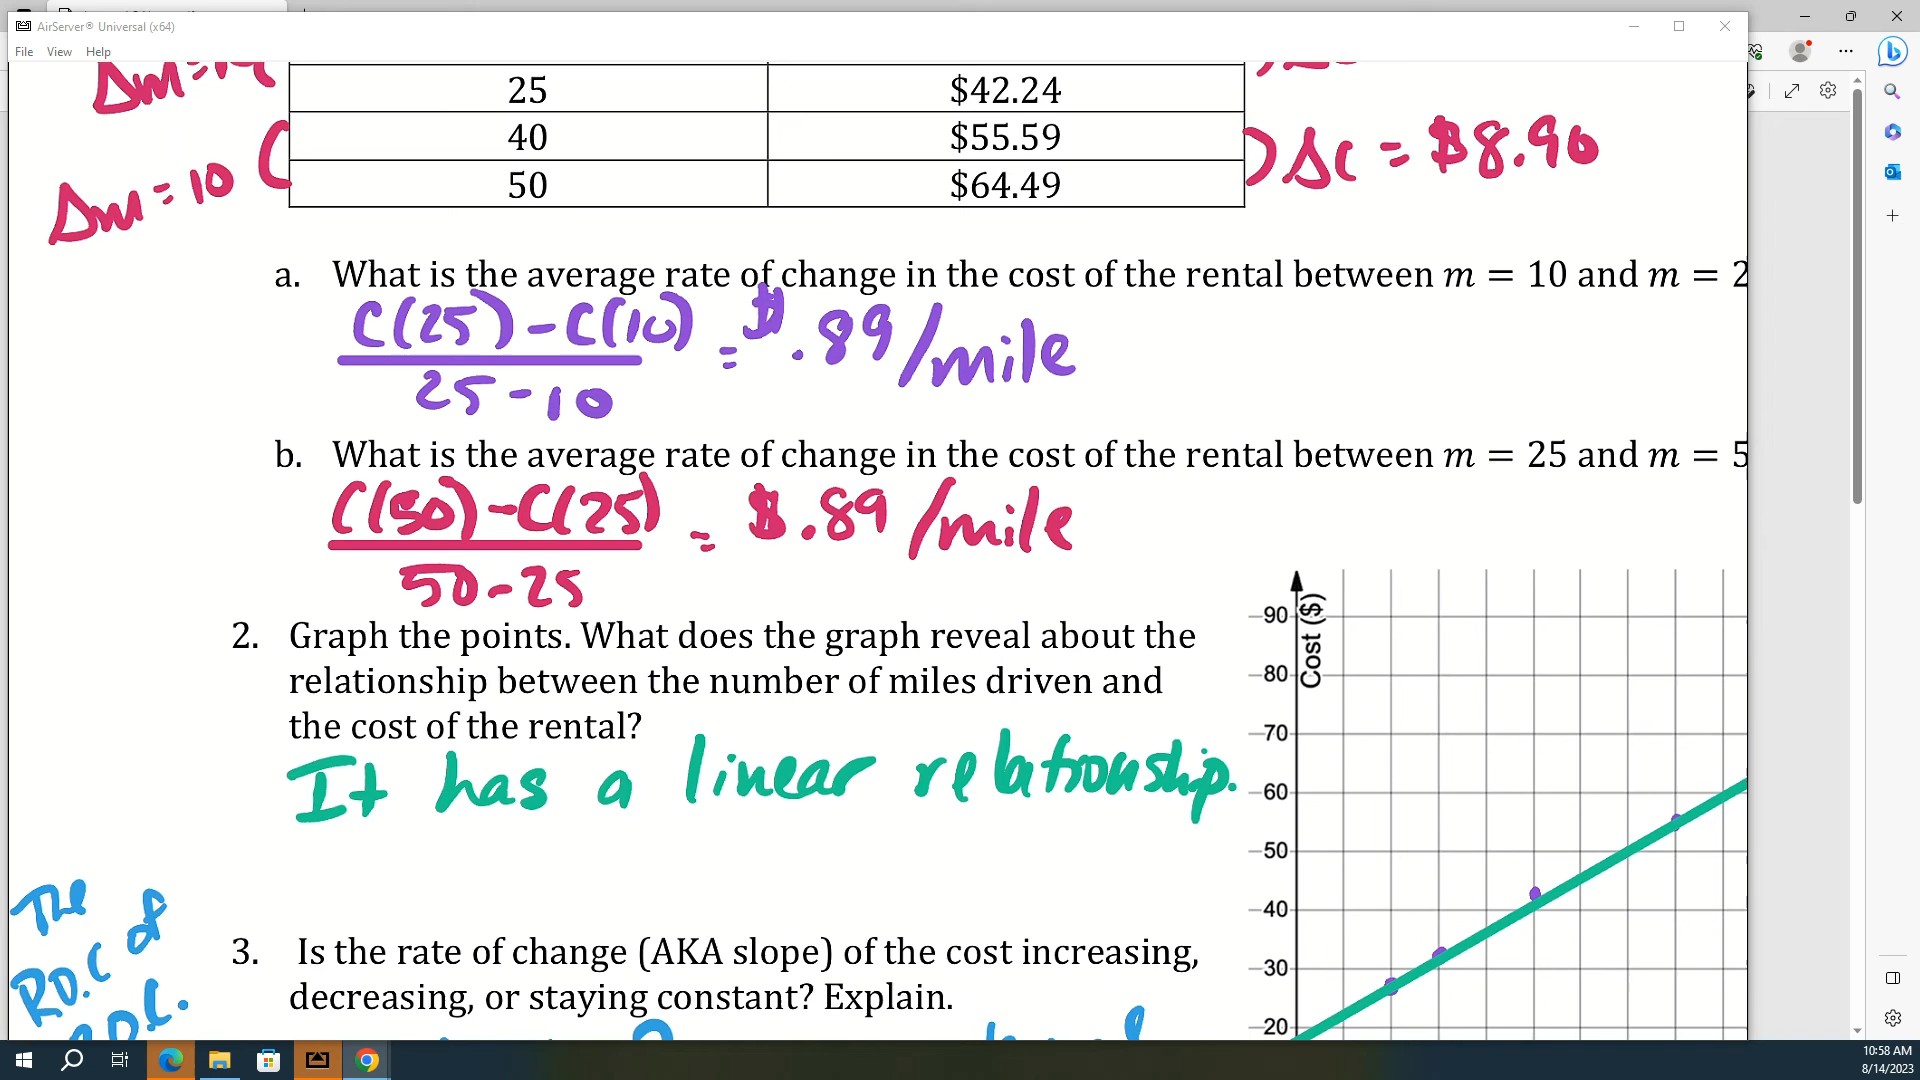 AirServer® Universal (x64)
File View Help
25 $42.24
40 $55.59
50 $64.49
Δm = 10
ΔC = $8.90
a. What is the average rate of change in the cost of the rental between m = 10 and m = 2
C(25) - C(10)
25 - 10
= $.89/mile
b. What is the average rate of change in the cost of the rental between m = 25 and m = 5
C(50) - C(25)
50 - 25
= $.89/mile
2. Graph the points. What does the graph reveal about the
relationship between the number of miles driven and
the cost of the rental?
It has a linear relationship.
The
R.O.C of
3. Is the rate of change (AKA slope) of the cost increasing,
decreasing, or staying constant? Explain.
Cost ($)
90
80
70
60
50
40
30
20
10:58 AM
8/14/2023